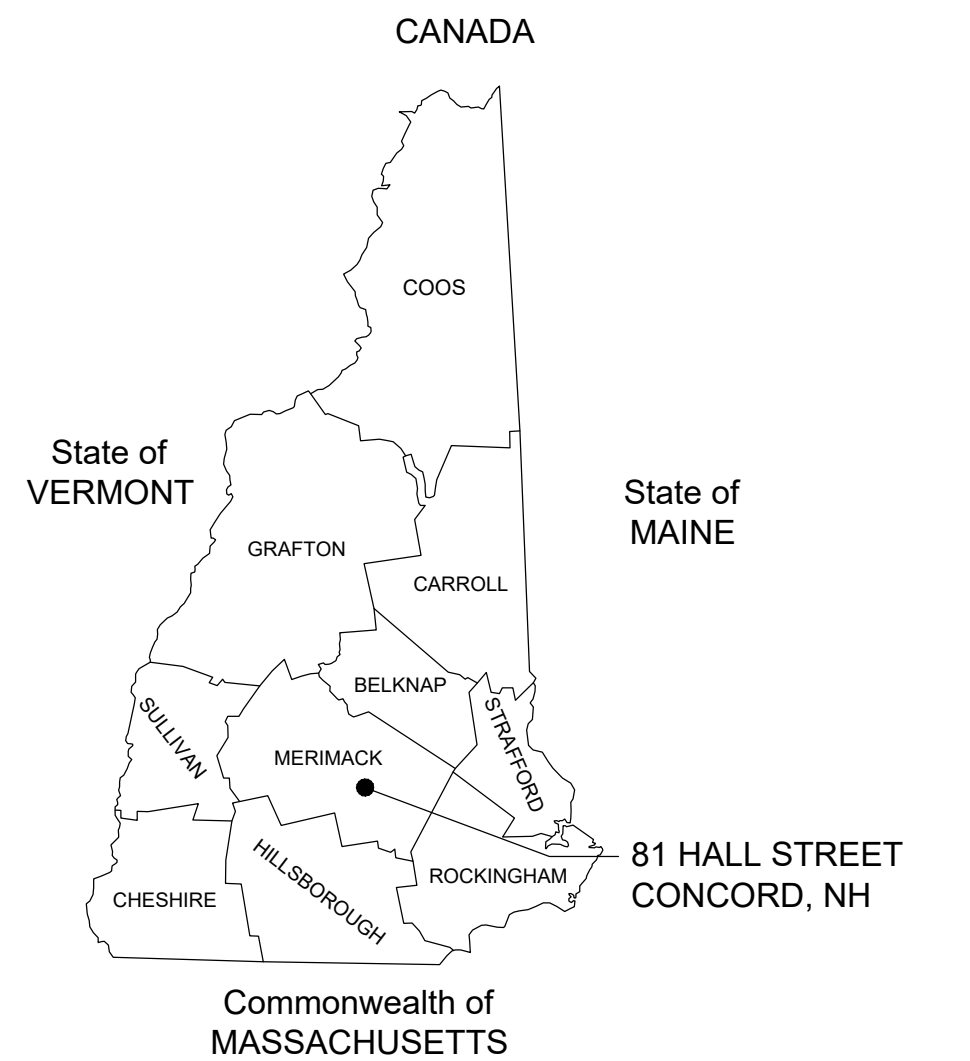 CANADA
COOS
State of
VERMONT
State of
MAINE
GRAFTON
CARROLL
BELKNAP
SULLIVAN
STRAFFORD
MERIMACK
81 HALL STREET
CONCORD, NH
HILLSBOROUGH
ROCKINGHAM
CHESHIRE
Commonwealth of
MASSACHUSETTS